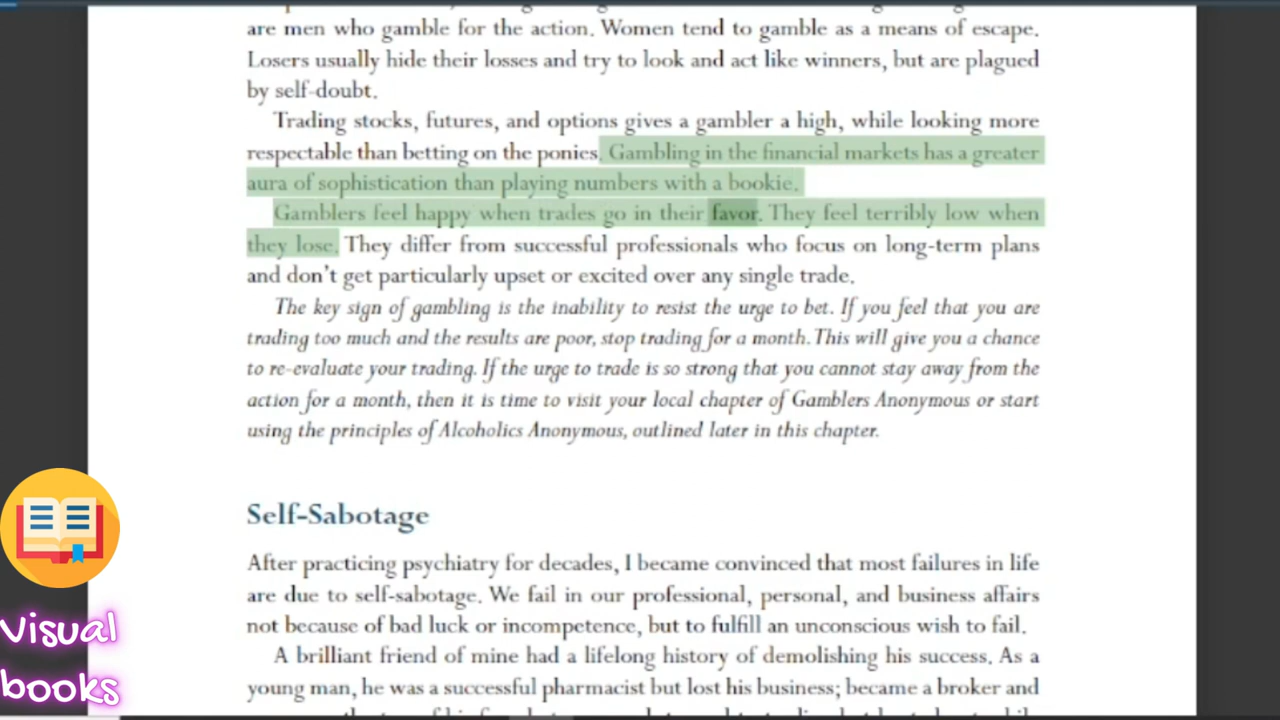 are men who gamble for the action. Women tend to gamble as a means of escape.
Losers usually hide their losses and try to look and act like winners, but are plagued
by self-doubt.
Trading stocks, futures, and options gives a gambler a high, while looking more
respectable than betting on the ponies. Gambling in the financial markets has a greater
aura of sophistication than playing numbers with a bookie.
Gamblers feel happy when trades go in their favor. They feel terribly low when
they lose. They differ from successful professionals who focus on long-term plans
and don't get particularly upset or excited over any single trade.
The key sign of gambling is the inability to resist the urge to bet. If you feel that you are
trading too much and the results are poor, stop trading for a month. This will give you a chance
to re-evaluate your trading. If the urge to trade is so strong that you cannot stay away from the
action for a month, then it is time to visit your local chapter of Gamblers Anonymous or start
using the principles of Alcoholics Anonymous, outlined later in this chapter.
Self-Sabotage
After practicing psychiatry for decades, I became convinced that most failures in life
are due to self-sabotage. We fail in our professional, personal, and business affairs
not because of bad luck or incompetence, but to fulfill an unconscious wish to fail.
A brilliant friend of mine had a lifelong history of demolishing his success. As a
young man, he was a successful pharmacist but lost his business; became a broker and
Visual
books